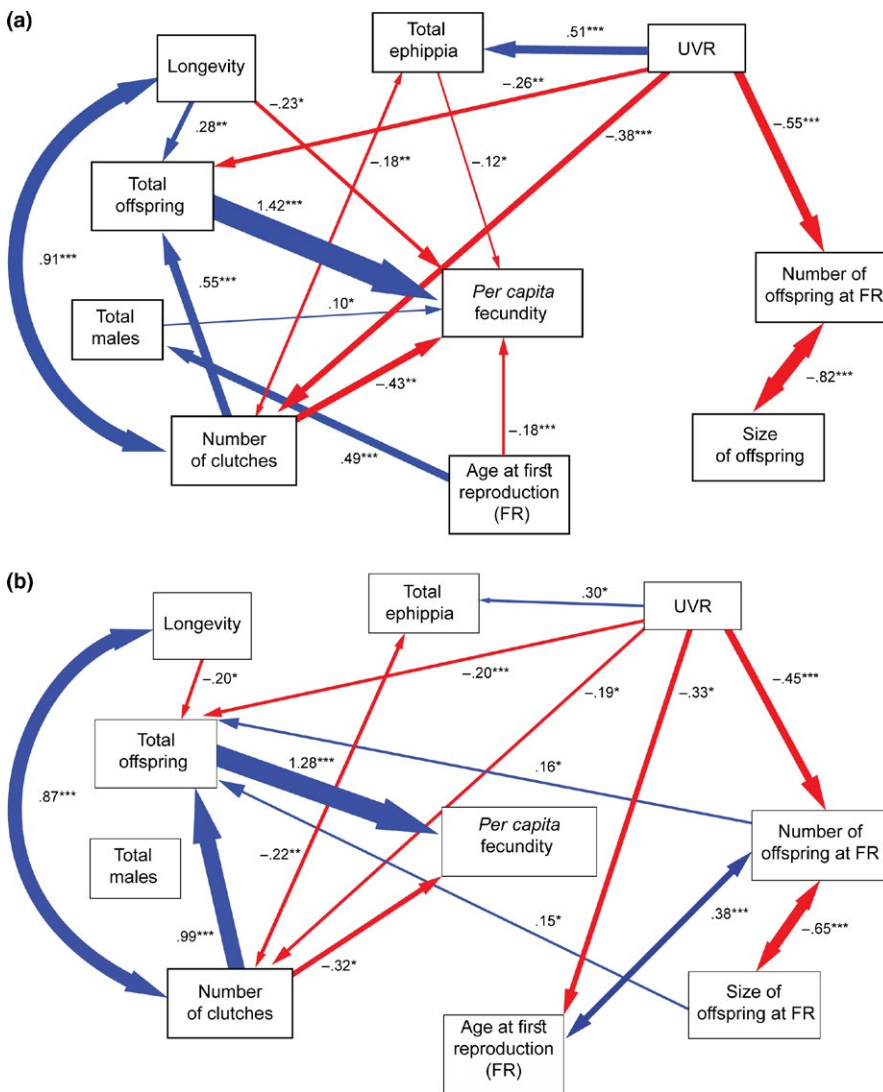 (a)
Total
ephippia
.51***
UVR
Longevity
–.26**
–.23*
.28**
–.38***
–.55***
–.18**
–.12*
Total
offspring
1.42***
.91***
.55***
Number of
offspring at FR
Per capita
fecundity
Total
males
.10*
–.82***
–.43**
Number
of clutches
–.18***
Size
of offspring
.49***
Age at first
reproduction
(FR)
(b)
Total
ephippia
.30*
UVR
Longevity
–.20*
–.20***
–.19*
–.33*
–.45***
Total
offspring
1.28***
.16*
.87***
Per capita
fecundity
Number of
offspring at FR
Total
males
–.22**
.38***
.15*
–.65***
.99***
–.32*
Number
of clutches
Size of
offspring at FR
Age at first
reproduction
(FR)